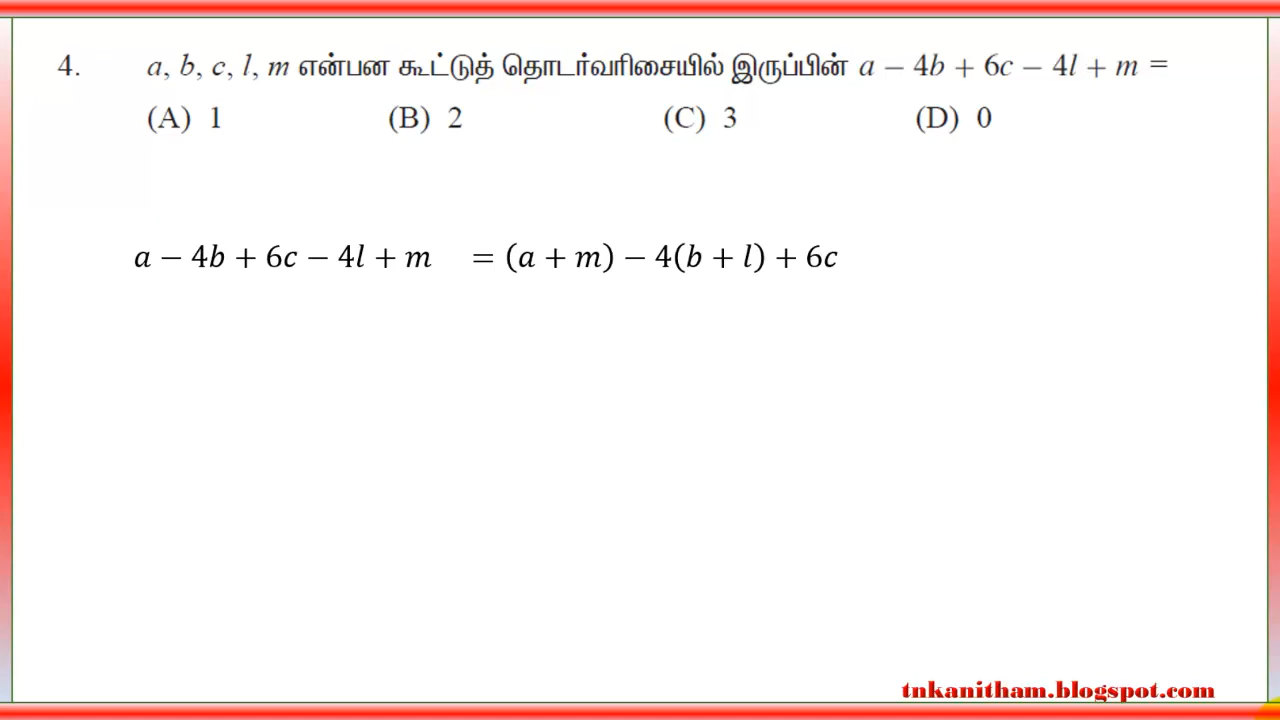 4. a, b, c, l, m என்பன கூட்டுத் தொடர்வரிசையில் இருப்பின் a – 4b + 6c – 4l + m =
(A) 1 (B) 2 (C) 3 (D) 0
a − 4b + 6c − 4l + m = (a + m) − 4(b + l) + 6c
tnkanitham.blogspot.com